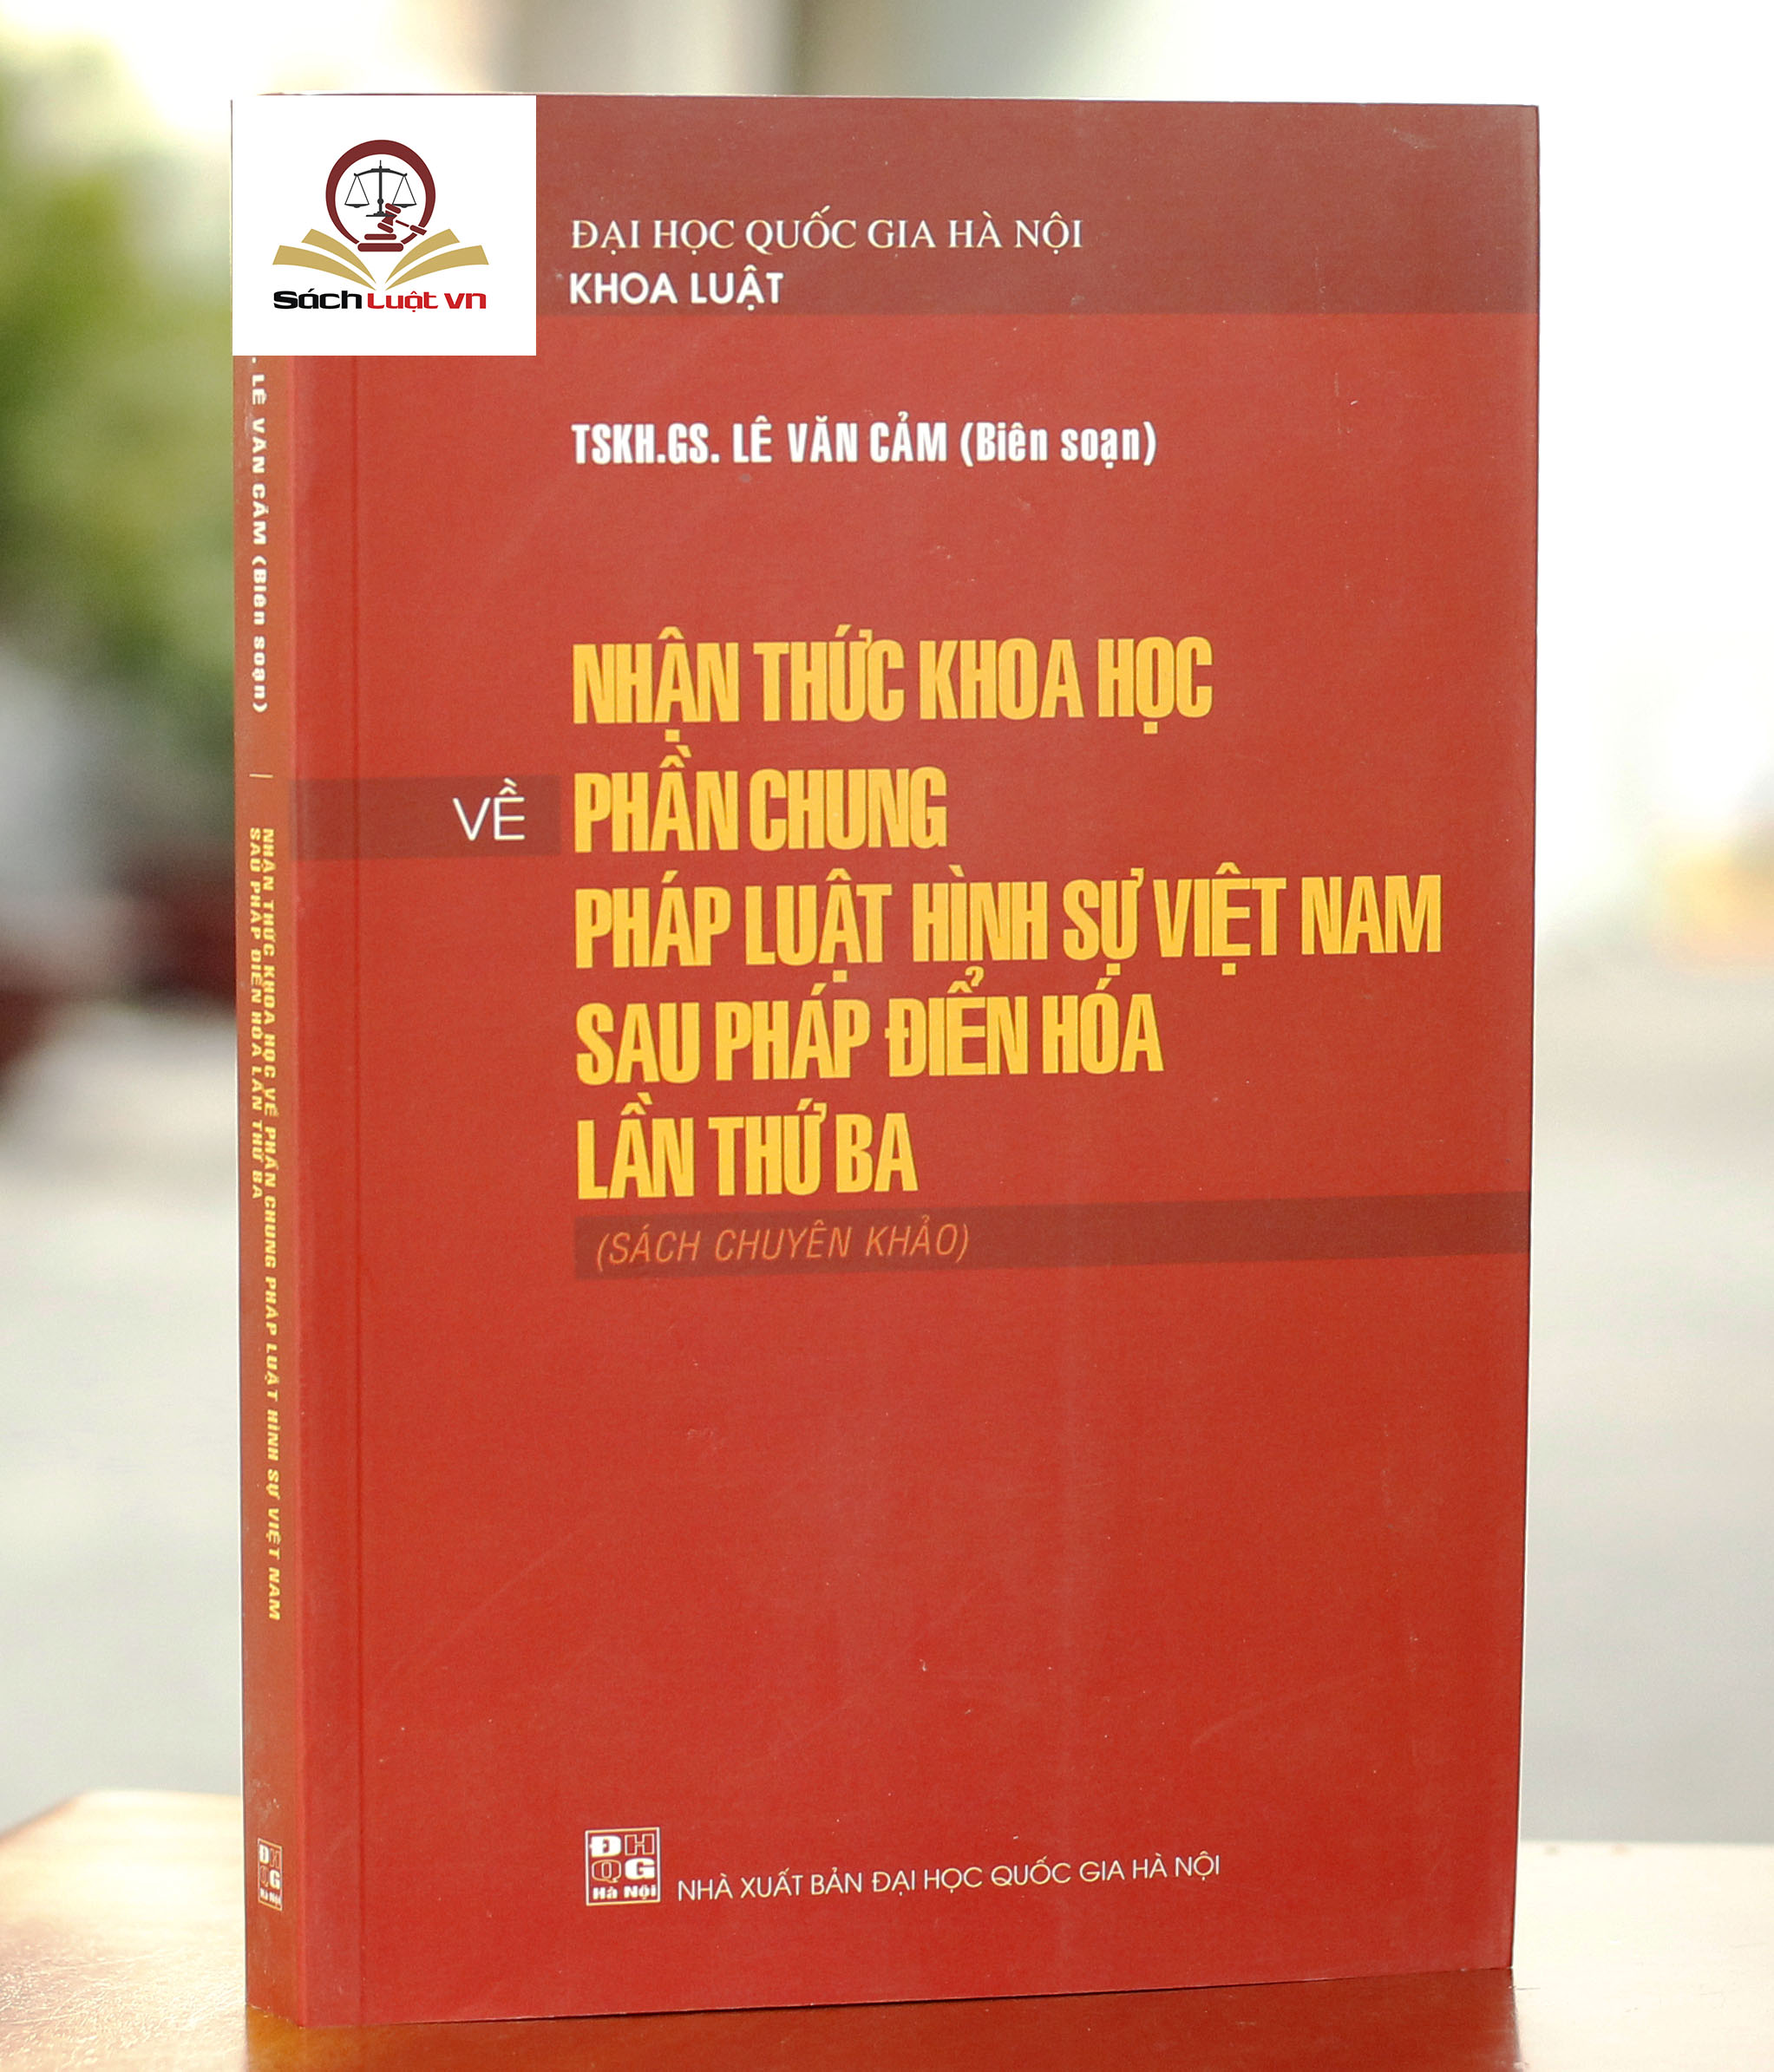 Sách Luật vn
ĐẠI HỌC QUỐC GIA HÀ NỘI
KHOA LUẬT
TSKH.GS. LÊ VĂN CẢM (Biên soạn)
NHẬN THỨC KHOA HỌC
VỀ PHẦN CHUNG
PHÁP LUẬT HÌNH SỰ VIỆT NAM
SAU PHÁP ĐIỂN HÓA
LẦN THỨ BA
(SÁCH CHUYÊN KHẢO)
ĐH
QG
Hà Nội
NHÀ XUẤT BẢN ĐẠI HỌC QUỐC GIA HÀ NỘI
. LÊ VĂN CẢM (Biên soạn)
NHẬN THỨC KHOA HỌC VỀ PHẦN CHUNG PHÁP LUẬT HÌNH SỰ VIỆT NAM
SAU PHÁP ĐIỂN HÓA LẦN THỨ BA
ĐH
QG
Hà Nội